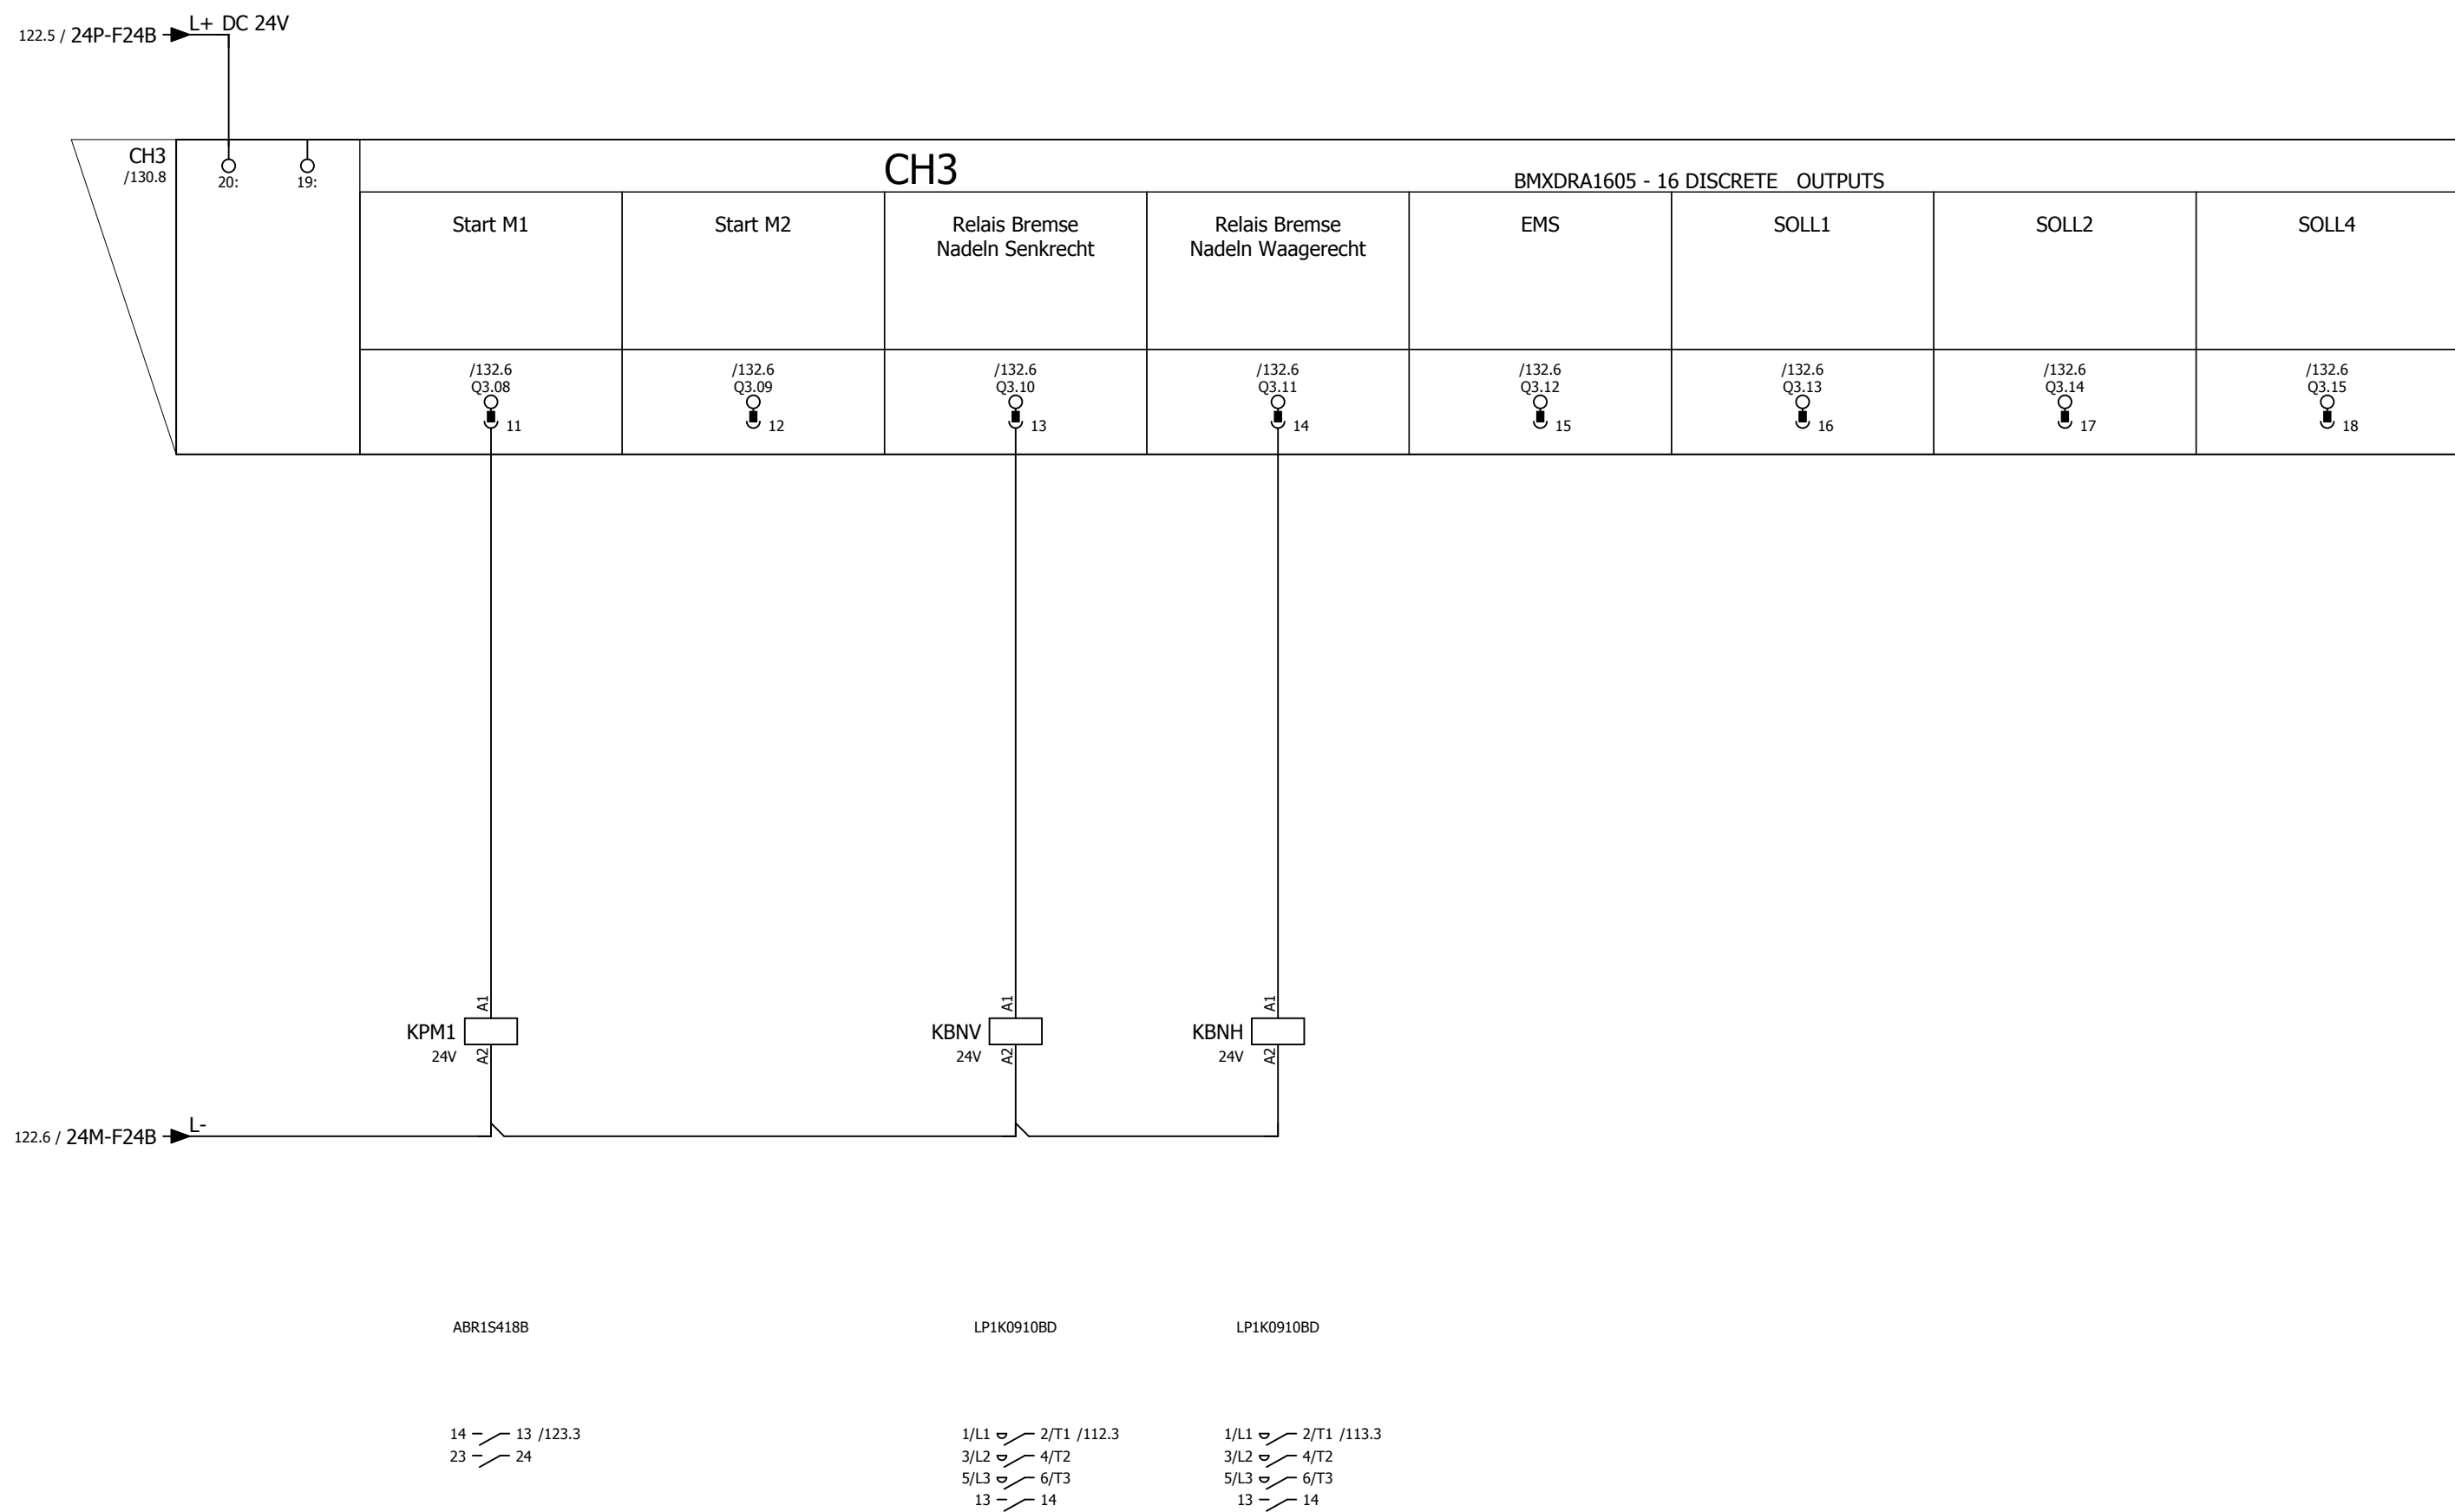 L+ DC 24V
122.5 / 24P-F24B
CH3
/130.8
20:
19:
CH3
BMXDRA1605 - 16 DISCRETE OUTPUTS
Start M1
Start M2
Relais Bremse
Nadeln Senkrecht
Relais Bremse
Nadeln Waagerecht
EMS
SOLL1
SOLL2
SOLL4
/132.6
Q3.08
11
/132.6
Q3.09
12
/132.6
Q3.10
13
/132.6
Q3.11
14
/132.6
Q3.12
15
/132.6
Q3.13
16
/132.6
Q3.14
17
/132.6
Q3.15
18
A1
KPM1
24V
A2
A1
KBNV
24V
A2
A1
KBNH
24V
A2
L-
122.6 / 24M-F24B
ABR1S418B
LP1K0910BD
LP1K0910BD
14 13 /123.3
23 24
1/L1 2/T1 /112.3
3/L2 4/T2
5/L3 6/T3
13 14
1/L1 2/T1 /113.3
3/L2 4/T2
5/L3 6/T3
13 14